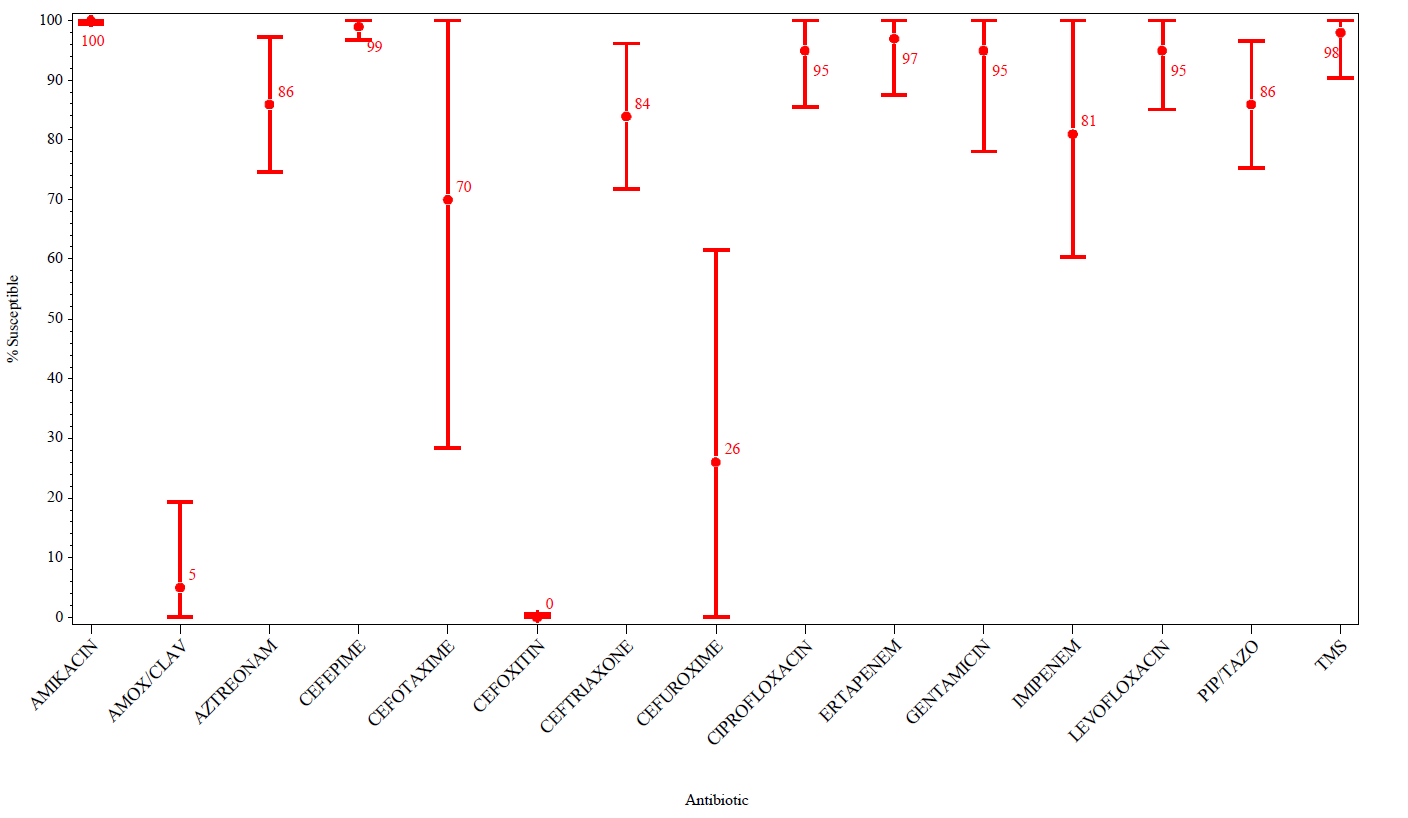 100
90
80
70
60
50
40
30
20
10
0
% Susceptible
100
5
86
99
70
0
84
26
95
97
95
81
95
86
98
AMIKACIN
AMOX/CLAV
AZTREONAM
CEFEPIME
CEFOTAXIME
CEFOXITIN
CEFTRIAXONE
CEFUROXIME
CIPROFLOXACIN
ERTAPENEM
GENTAMICIN
IMIPENEM
LEVOFLOXACIN
PIP/TAZO
TMS
Antibiotic